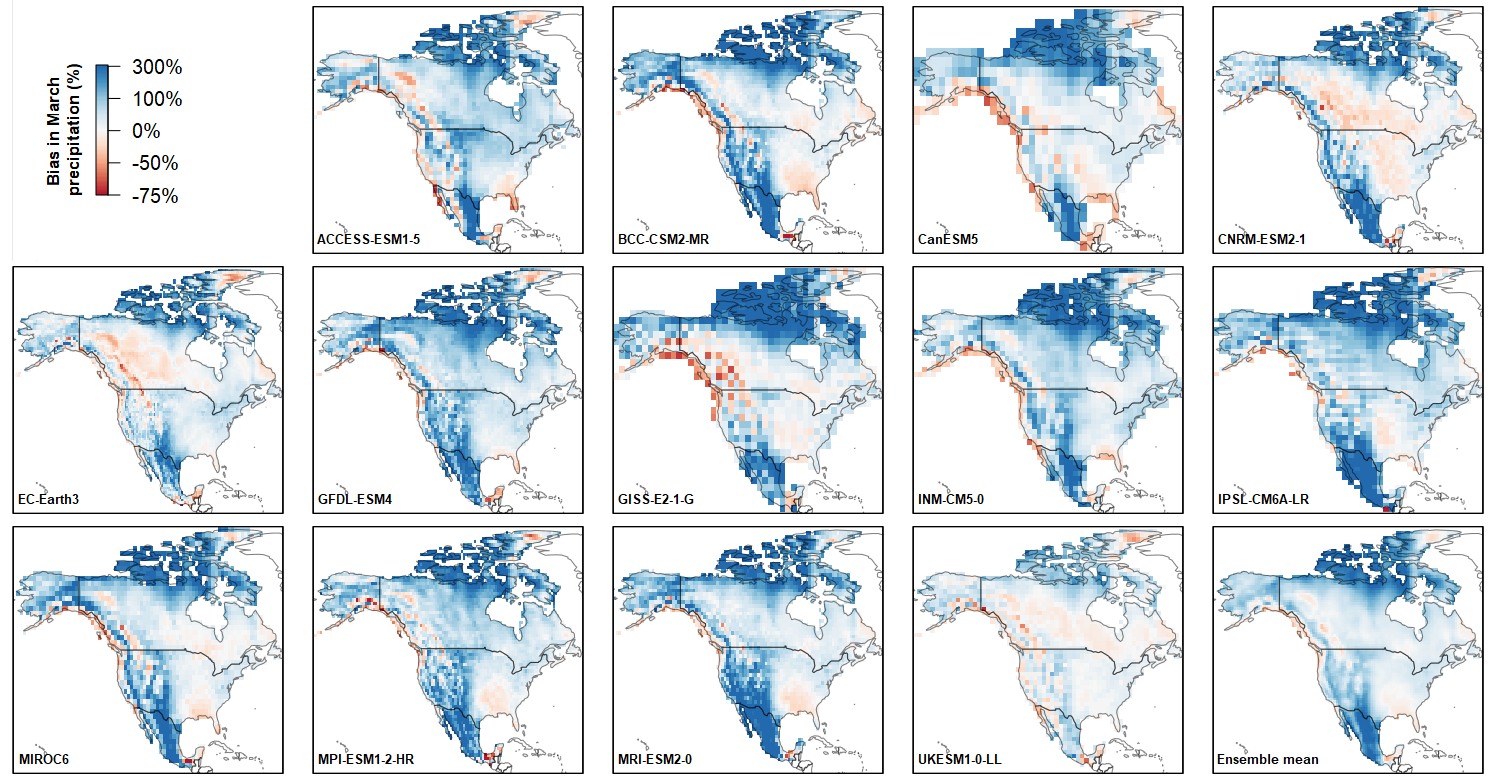 Bias in March
precipitation (%)
300%
100%
0%
-50%
-75%
ACCESS-ESM1-5
BCC-CSM2-MR
CanESM5
CNRM-ESM2-1
EC-Earth3
GFDL-ESM4
GISS-E2-1-G
INM-CM5-0
IPSL-CM6A-LR
MIROC6
MPI-ESM1-2-HR
MRI-ESM2-0
UKESM1-0-LL
Ensemble mean